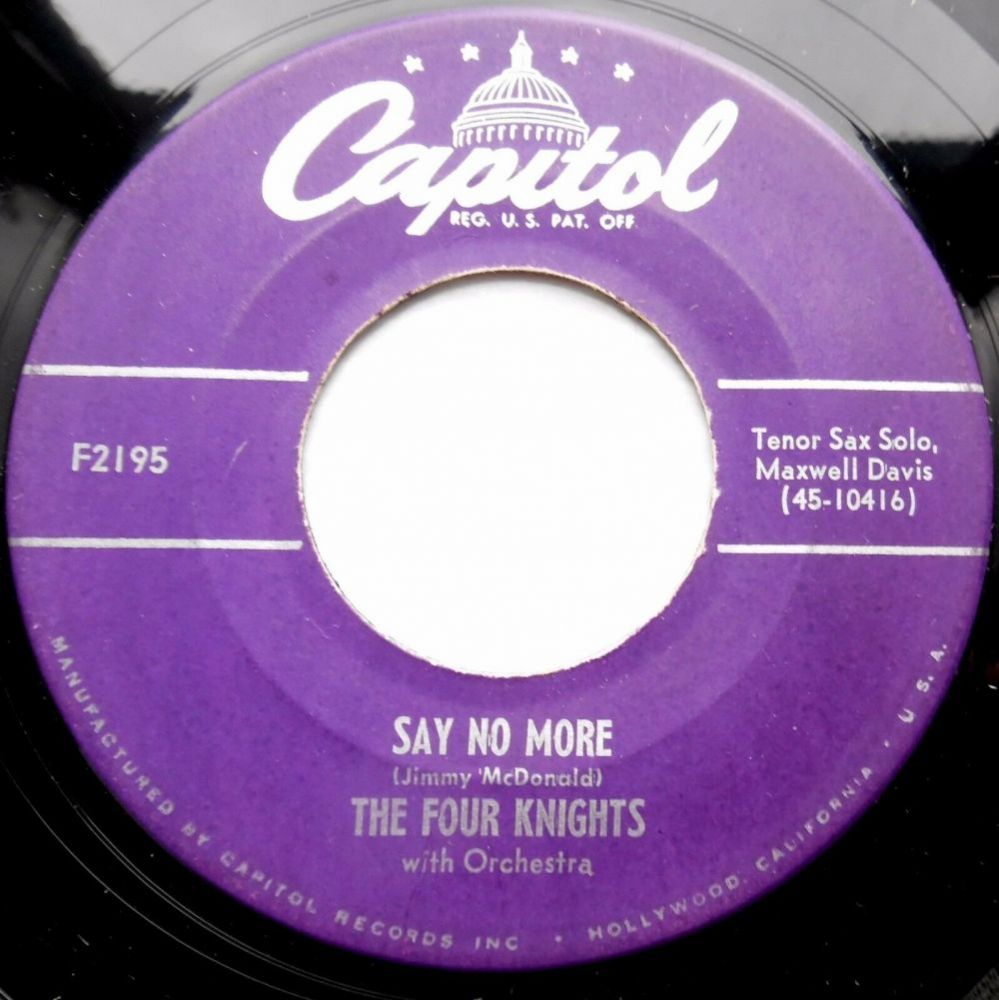 Capitol
REG. U. S. PAT. OFF.
F2195
Tenor Sax Solo,
Maxwell Davis
(45-10416)
SAY NO MORE
(Jimmy McDonald)
THE FOUR KNIGHTS
with Orchestra
MANUFACTURED BY CAPITOL RECORDS INC • HOLLYWOOD, CALIFORNIA • U. S. A.